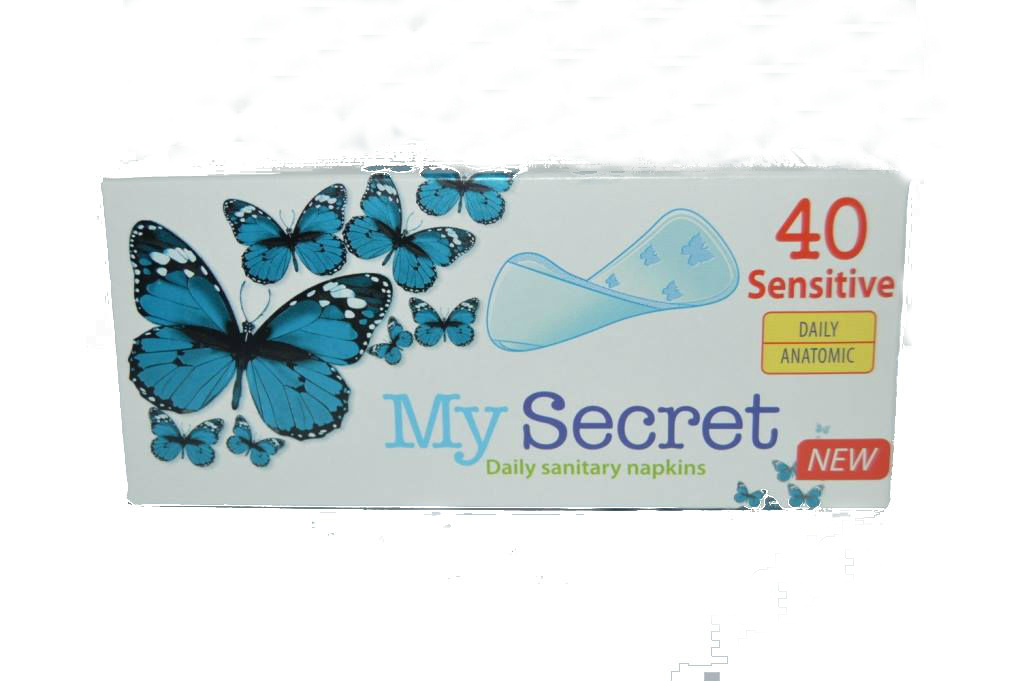 40
Sensitive
DAILY
ANATOMIC
My Secret
Daily sanitary napkins
NEW